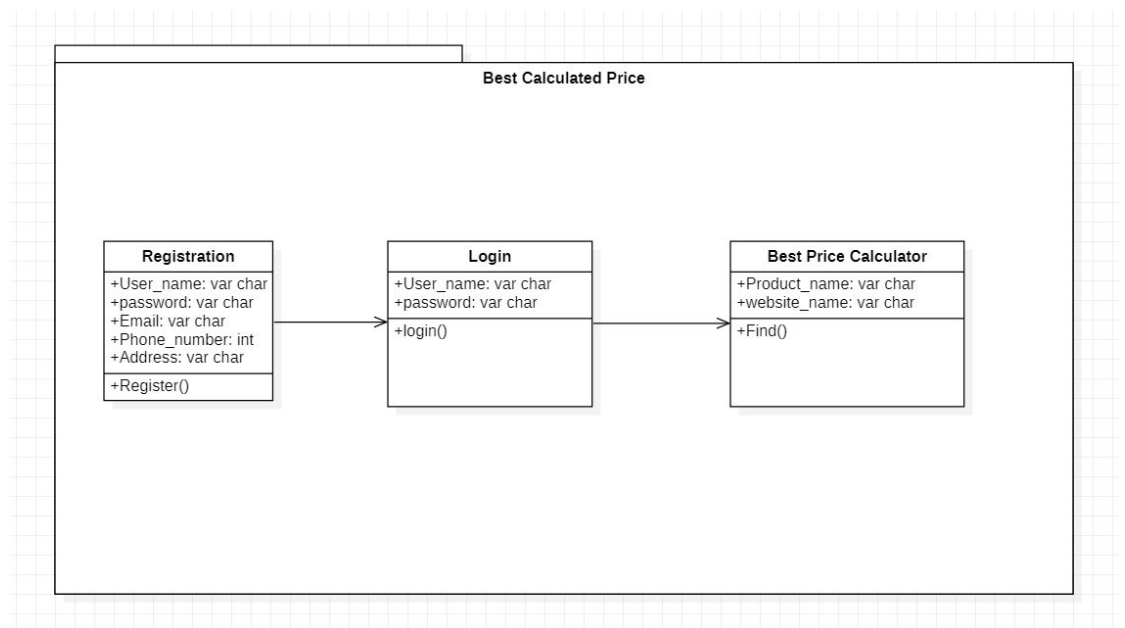 Best Calculated Price
Registration
+User_name: var char
+password: var char
+Email: var char
+Phone_number: int
+Address: var char
+Register()
Login
+User_name: var char
+password: var char
+login()
Best Price Calculator
+Product_name: var char
+website_name: var char
+Find()